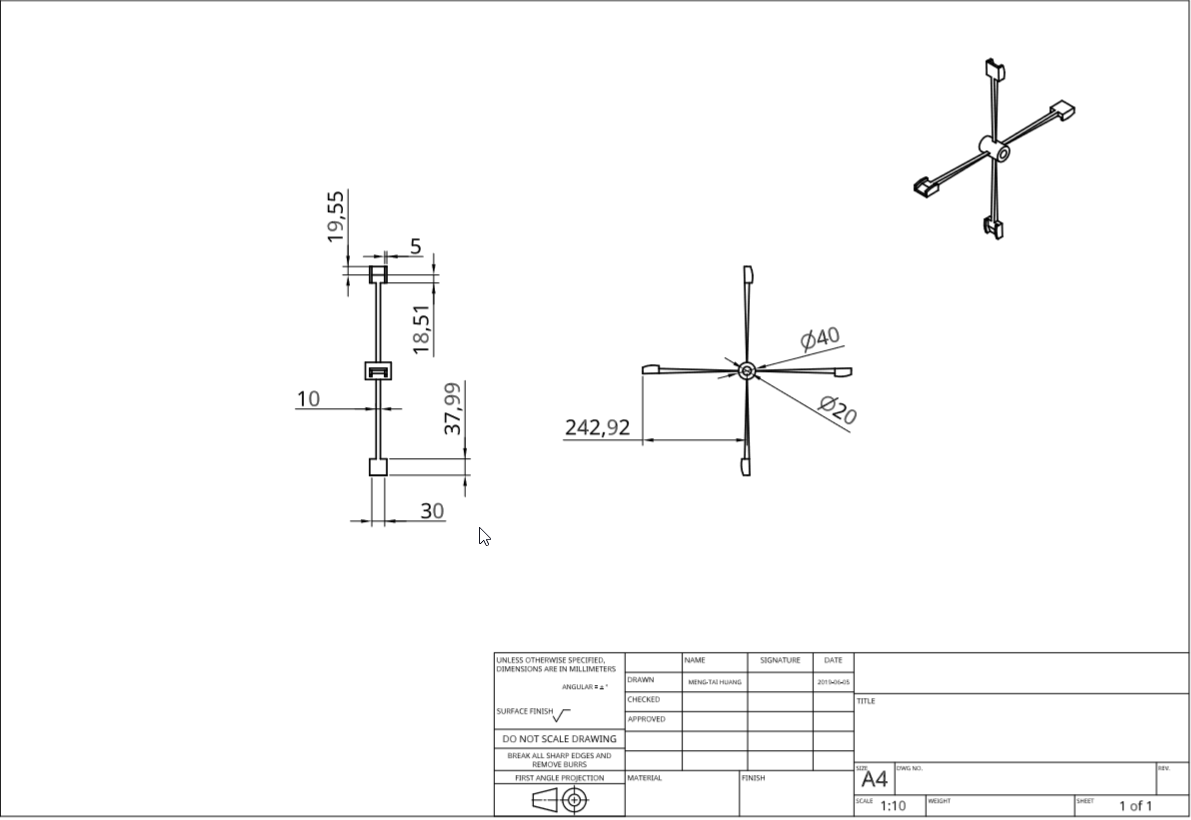 19,55
5
18,51
10
37,99
30
Ø40
Ø20
242,92
UNLESS OTHERWISE SPECIFIED,
DIMENSIONS ARE IN MILLIMETERS
ANGULAR = ± °
SURFACE FINISH
DO NOT SCALE DRAWING
BREAK ALL SHARP EDGES AND
REMOVE BURRS
FIRST ANGLE PROJECTION
NAME SIGNATURE DATE
DRAWN MENG-TAI HUANG 2019-06-05
CHECKED
APPROVED
MATERIAL FINISH
TITLE
SIZE DWG NO. REV.
A4
SCALE 1:10 WEIGHT SHEET 1 of 1